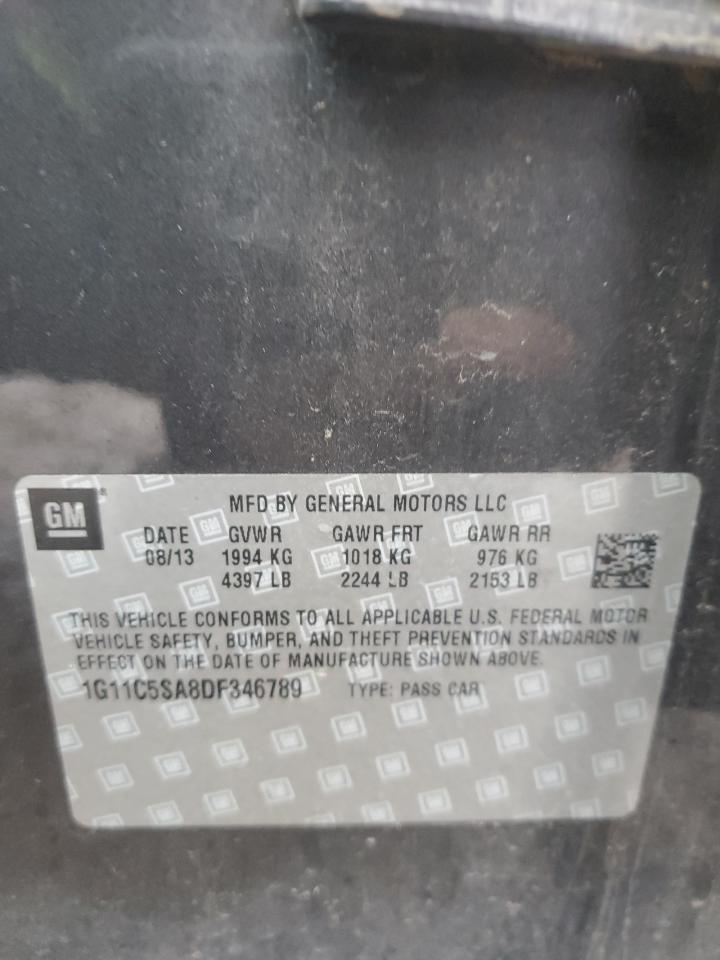 GM
MFD BY GENERAL MOTORS LLC
DATE GVWR GAWR FRT GAWR RR
08/13 1994 KG 1018 KG 976 KG
4397 LB 2244 LB 2153 LB
THIS VEHICLE CONFORMS TO ALL APPLICABLE U.S. FEDERAL MOTOR
VEHICLE SAFETY, BUMPER, AND THEFT PREVENTION STANDARDS IN
EFFECT ON THE DATE OF MANUFACTURE SHOWN ABOVE.
1G11C5SA8DF346789 TYPE: PASS CAR